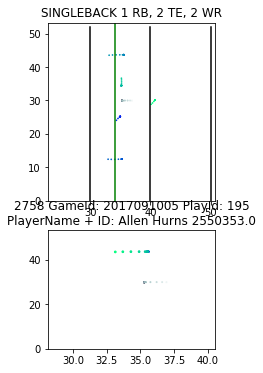 SINGLEBACK 1 RB, 2 TE, 2 WR
50
40
30
20
10
0
30 40 50
2758 GameId: 2017091005 PlayId: 195
PlayerName + ID: Allen Hurns 2550353.0
40
20
0
30.0 32.5 35.0 37.5 40.0